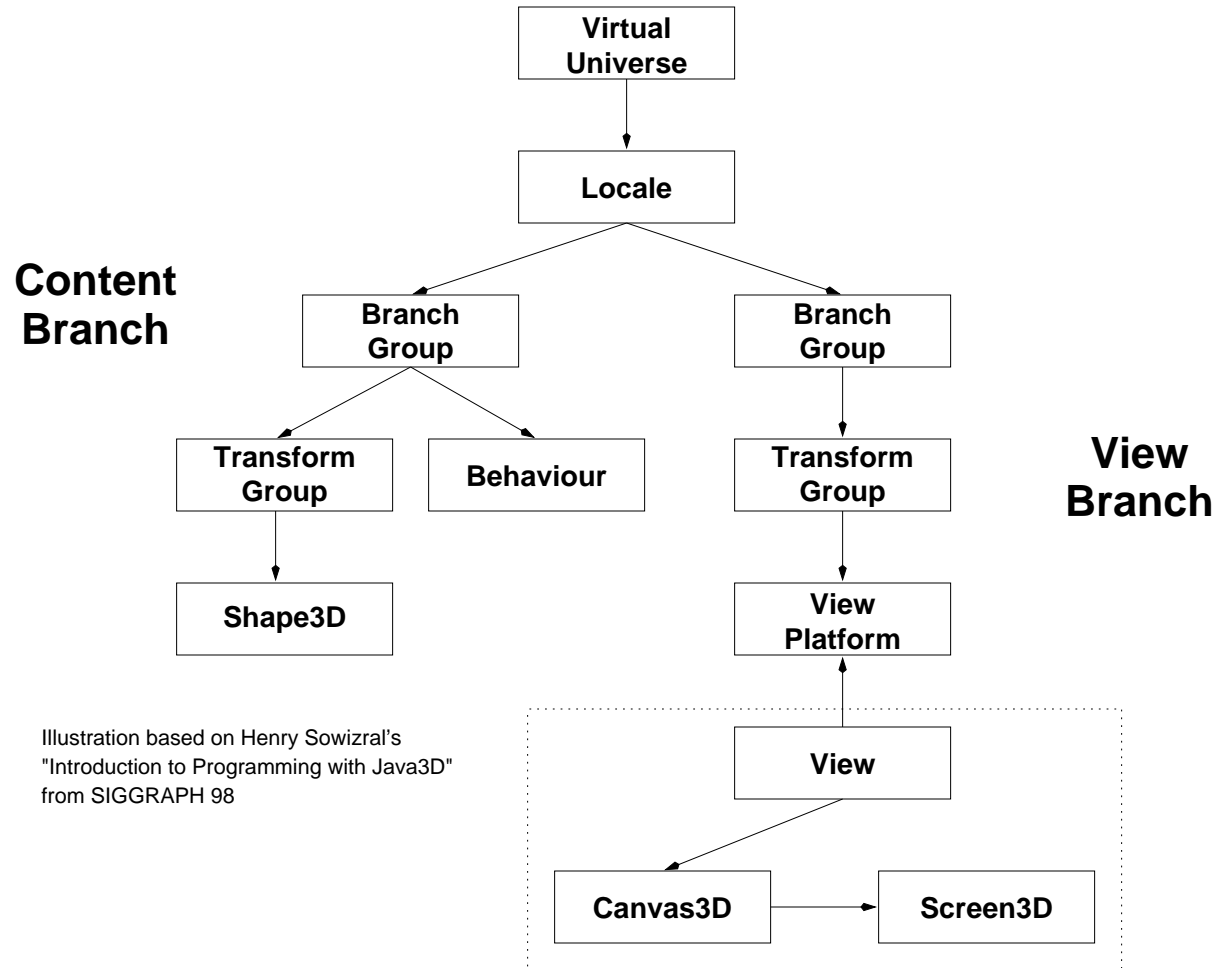 Virtual
Universe
Locale
Content
Branch
Branch
Group
Branch
Group
Transform
Group
Behaviour
Transform
Group
View
Branch
Shape3D
View
Platform
Illustration based on Henry Sowizral's
"Introduction to Programming with Java3D"
from SIGGRAPH 98
View
Canvas3D
Screen3D